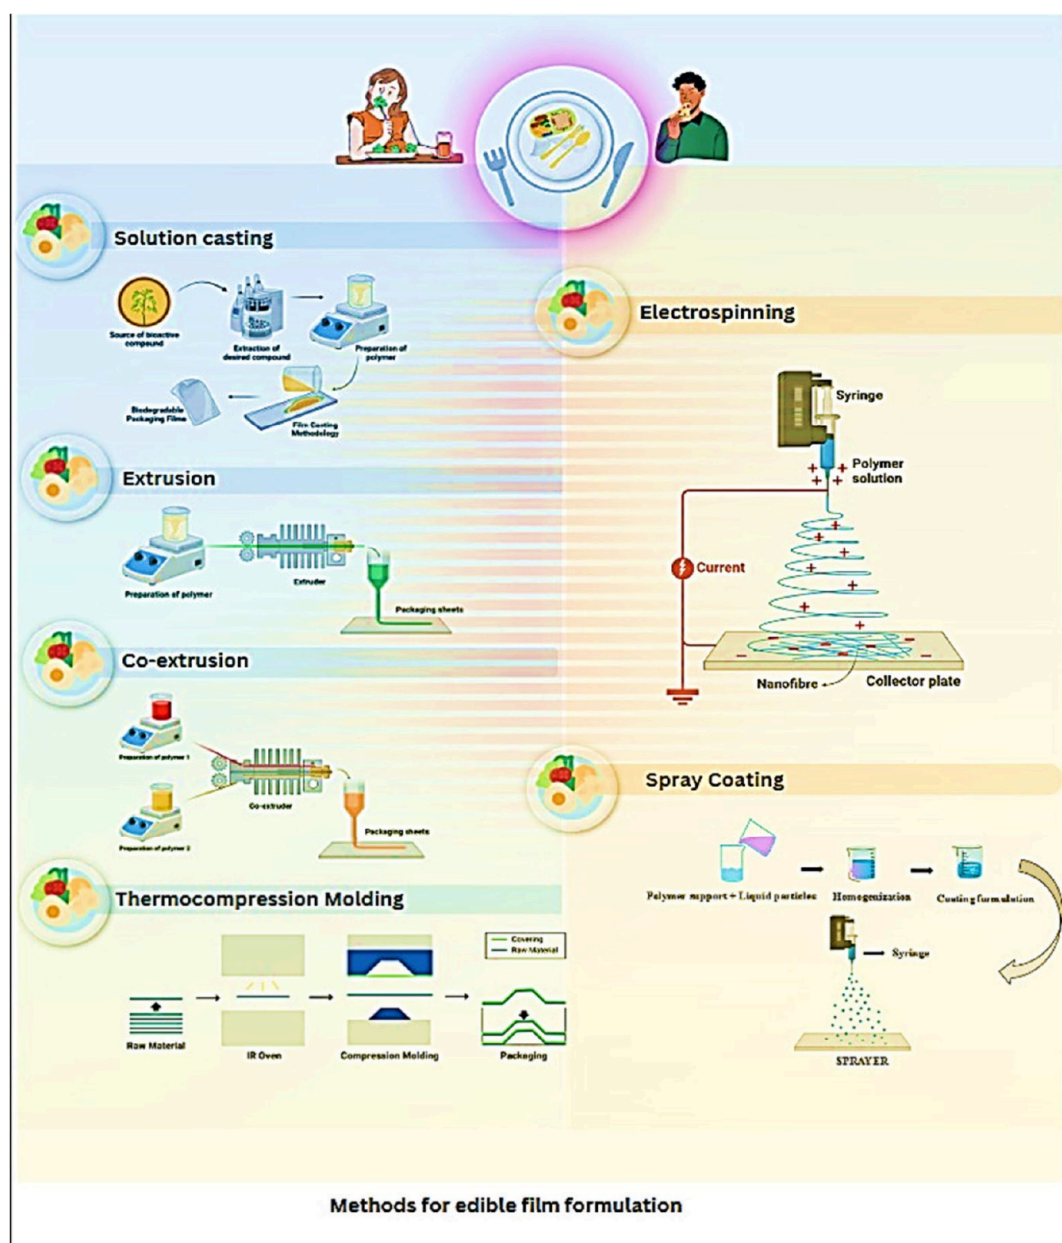 Solution casting
Source of bioactive
compound
Extraction of
desired compound
Preparation of
polymer
Biodegradable
Packaging Films
Film Casting
Methodology
Extrusion
Preparation of polymer
Extruder
Packaging sheets
Co-extrusion
Preparation of polymer 1
Co-extruder
Preparation of polymer 2
Packaging sheets
Thermocompression Molding
Covering
Raw Material
Raw Material
IR Oven
Compression Molding
Packaging
Electrospinning
Syringe
Polymer
solution
Current
Nanofibre
Collector plate
Spray Coating
Polymer support + Liquid particles
Homogenization
Coating formulation
Syringe
SPRAYER
Methods for edible film formulation